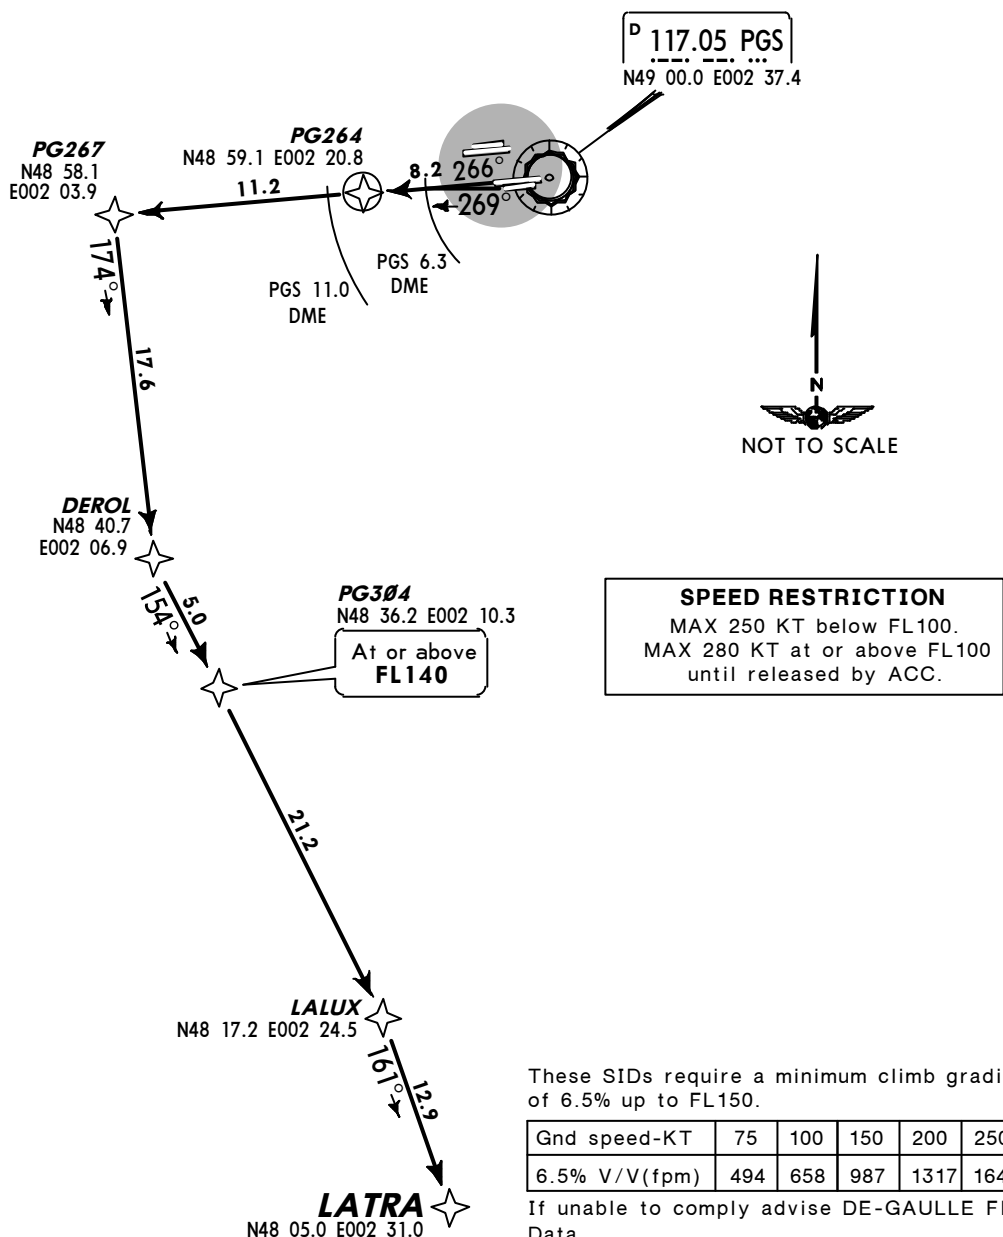 D 117.05 PGS
N49 00.0 E002 37.4
PG264
N48 59.1 E002 20.8
PG267
N48 58.1
E002 03.9
11.2
8.2
266°
269°
PGS 6.3
DME
PGS 11.0
DME
174°
17.6
N
NOT TO SCALE
DEROL
N48 40.7
E002 06.9
5.0
154°
PG3Ø4
N48 36.2 E002 10.3
At or above
FL140
SPEED RESTRICTION
MAX 250 KT below FL100.
MAX 280 KT at or above FL100
until released by ACC.
21.2
LALUX
N48 17.2 E002 24.5
161°
12.9
LATRA
N48 05.0 E002 31.0
These SIDs require a minimum climb gradi
of 6.5% up to FL150.
Gnd speed-KT 75 100 150 200 250
6.5% V/V(fpm) 494 658 987 1317 164
If unable to comply advise DE-GAULLE
Data